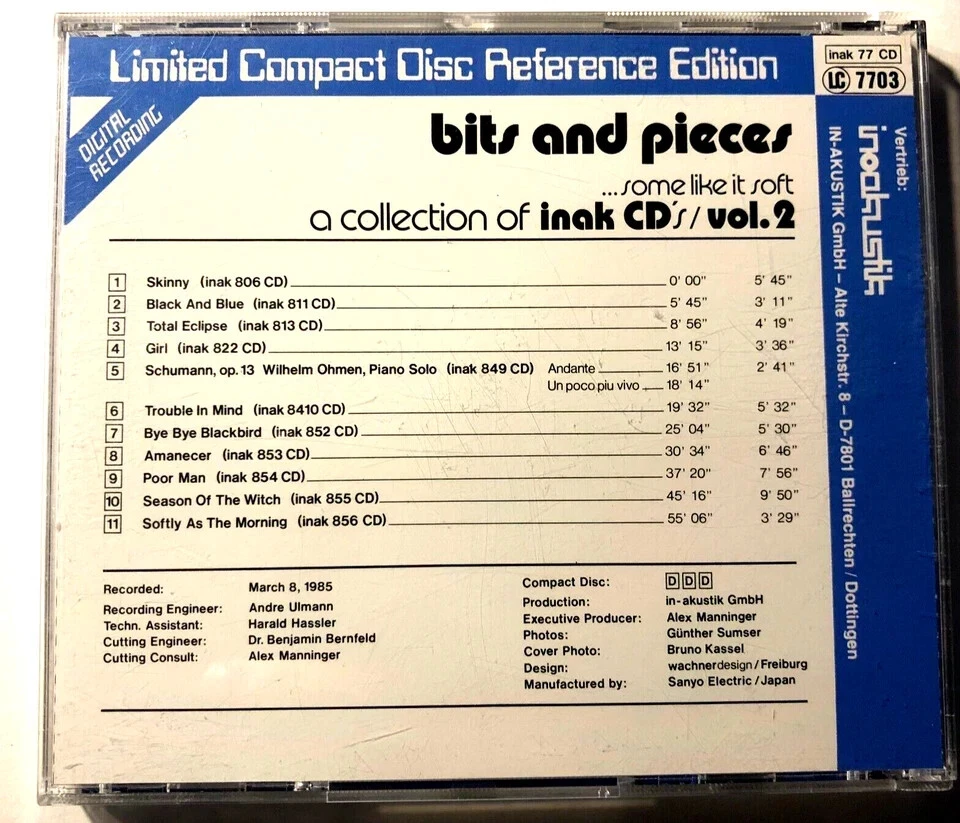 Limited Compact Disc Reference Edition
inak 77 CD
LC 7703
DIGITAL
RECORDING
bits and pieces
...some like it soft
a collection of inak CD's / vol. 2
1 Skinny (inak 806 CD) 0' 00" 5' 45"
2 Black And Blue (inak 811 CD) 5' 45" 3' 11"
3 Total Eclipse (inak 813 CD) 8' 56" 4' 19"
4 Girl (inak 822 CD) 13' 15" 3' 36"
5 Schumann, op. 13 Wilhelm Ohmen, Piano Solo (inak 849 CD) Andante 16' 51" 2' 41"
Un poco piu vivo 18' 14"
6 Trouble In Mind (inak 8410 CD) 19' 32" 5' 32"
7 Bye Bye Blackbird (inak 852 CD) 25' 04" 5' 30"
8 Amanecer (inak 853 CD) 30' 34" 6' 46"
9 Poor Man (inak 854 CD) 37' 20" 7' 56"
10 Season Of The Witch (inak 855 CD) 45' 16" 9' 50"
11 Softly As The Morning (inak 856 CD) 55' 06" 3' 29"
Recorded: March 8, 1985
Recording Engineer: Andre Ulmann
Techn. Assistant: Harald Hassler
Cutting Engineer: Dr. Benjamin Bernfeld
Cutting Consult: Alex Manninger
Compact Disc: DDD
Production: in-akustik GmbH
Executive Producer: Alex Manninger
Photos: Günther Sumser
Cover Photo: Bruno Kassel
Design: wachnerdesign / Freiburg
Manufactured by: Sanyo Electric / Japan
Vertrieb:
inakustik
IN-AKUSTIK GmbH – Alte Kirchstr. 8 – D-7801 Ballrechten / Dottingen